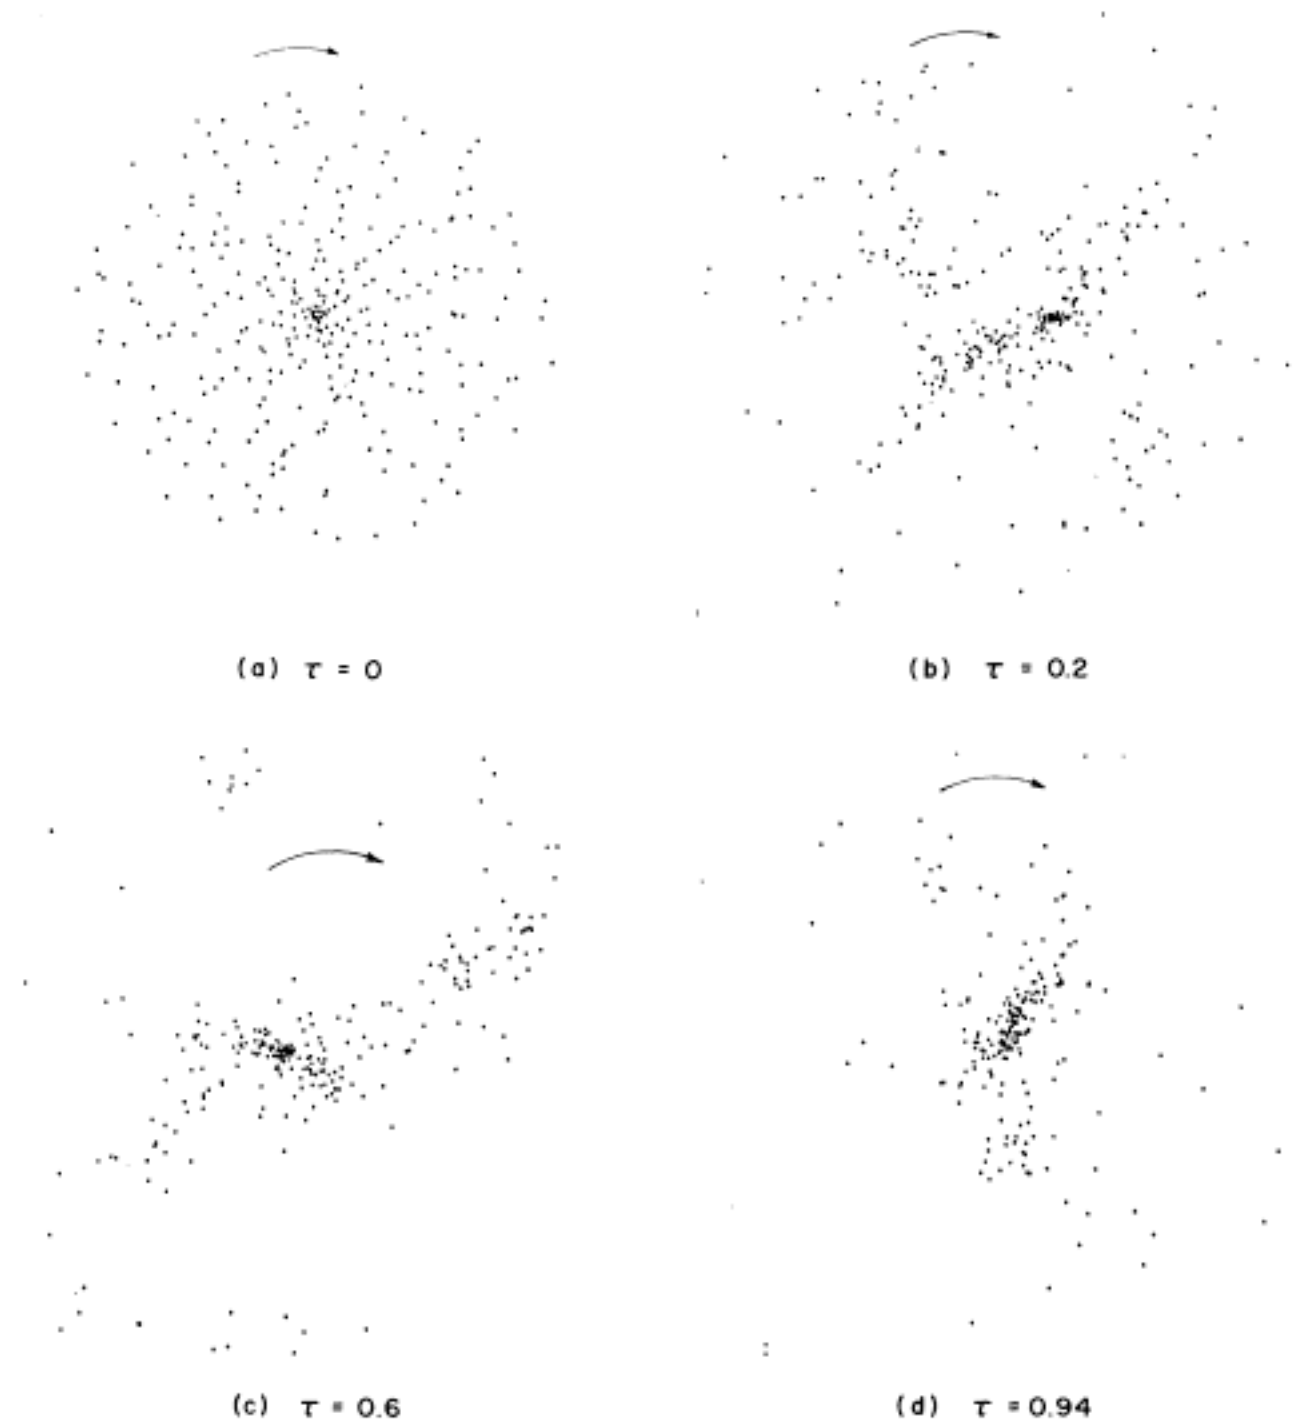 (a) τ = 0
(b) τ = 0.2
(c) τ = 0.6
(d) τ = 0.94